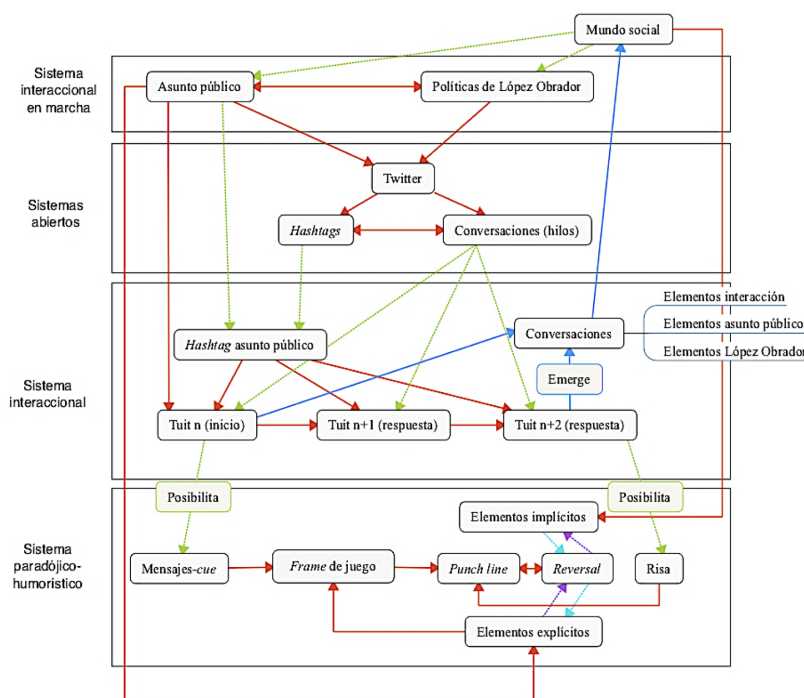 Mundo social
Sistema
interaccional
en marcha
Asunto público
Políticas de López Obrador
Sistemas
abiertos
Twitter
Hashtags
Conversaciones (hilos)
Sistema
interaccional
Elementos interacción
Conversaciones
Elementos asunto público
Hashtag asunto público
Elementos López Obrador
Emerge
Tuit n (inicio)
Tuit n+1 (respuesta)
Tuit n+2 (respuesta)
Sistema
paradójico-
humorístico
Posibilita
Posibilita
Elementos implícitos
Mensajes-cue
Frame de juego
Punch line
Reversal
Risa
Elementos explícitos